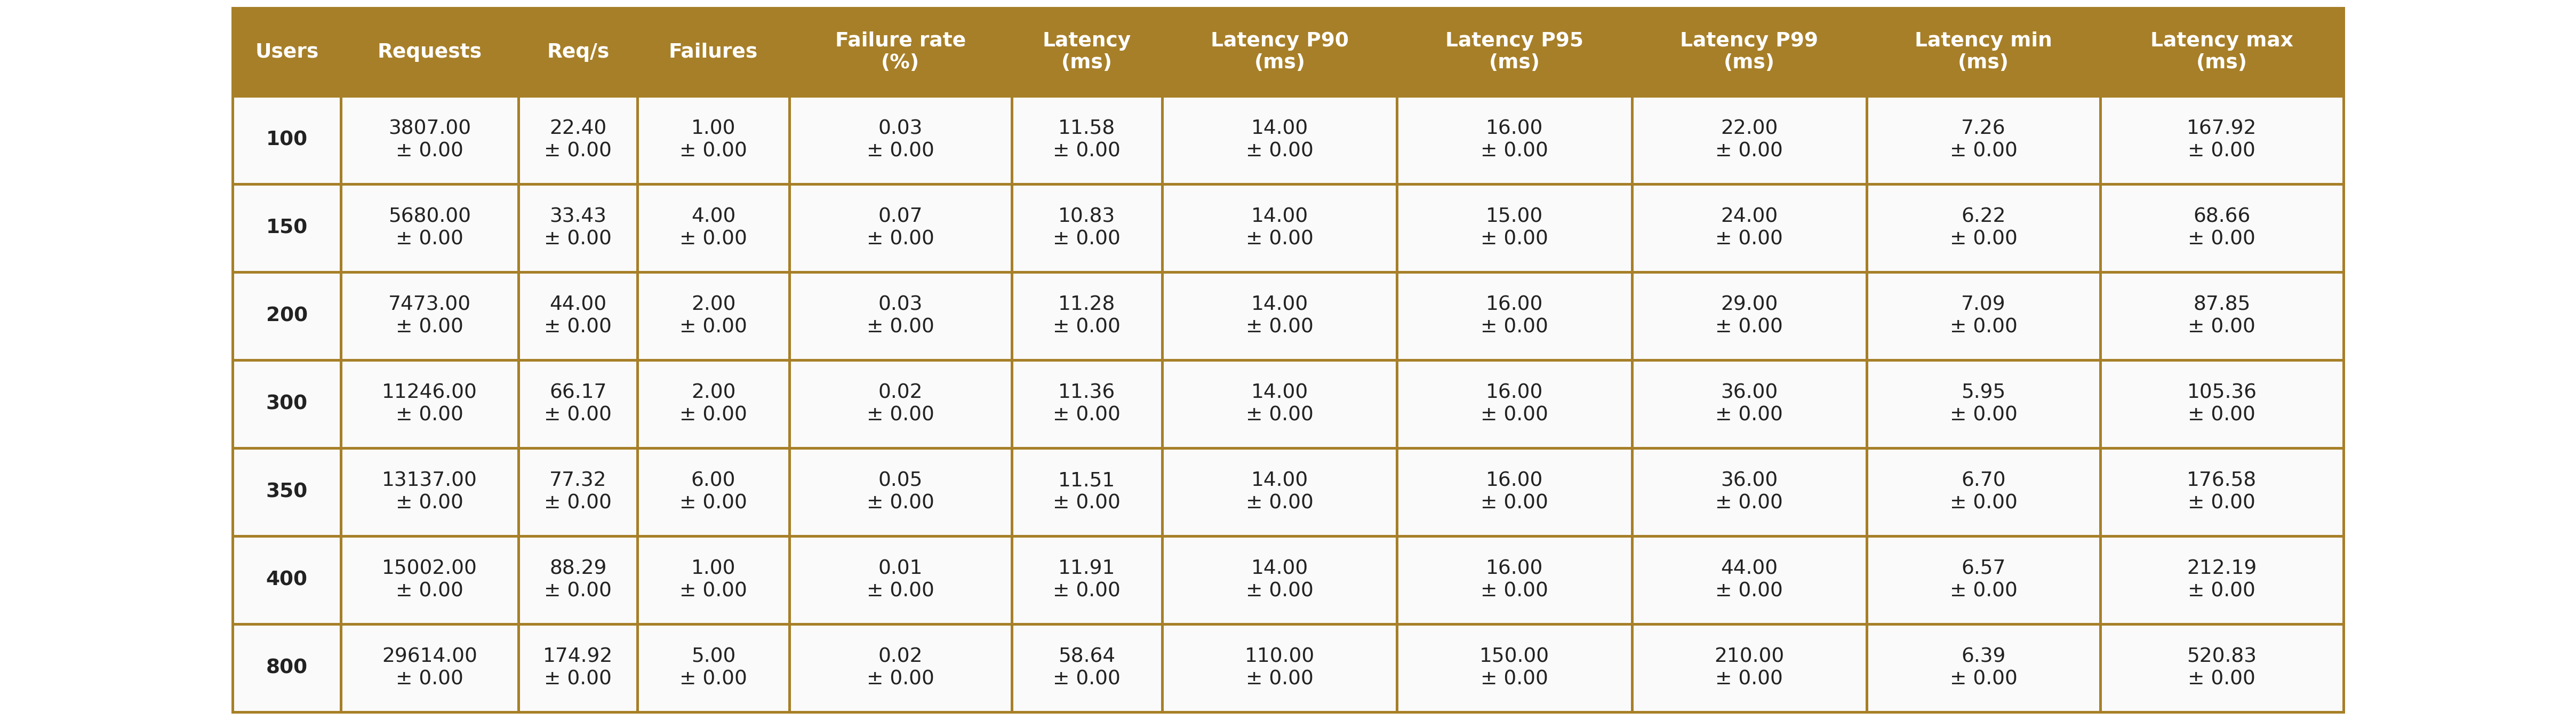 Users Requests Req/s Failures Failure rate (%) Latency (ms) Latency P90 (ms) Latency P95 (ms) Latency P99 (ms) Latency min (ms) Latency max (ms)
100 3807.00 ± 0.00 22.40 ± 0.00 1.00 ± 0.00 0.03 ± 0.00 11.58 ± 0.00 14.00 ± 0.00 16.00 ± 0.00 22.00 ± 0.00 7.26 ± 0.00 167.92 ± 0.00
150 5680.00 ± 0.00 33.43 ± 0.00 4.00 ± 0.00 0.07 ± 0.00 10.83 ± 0.00 14.00 ± 0.00 15.00 ± 0.00 24.00 ± 0.00 6.22 ± 0.00 68.66 ± 0.00
200 7473.00 ± 0.00 44.00 ± 0.00 2.00 ± 0.00 0.03 ± 0.00 11.28 ± 0.00 14.00 ± 0.00 16.00 ± 0.00 29.00 ± 0.00 7.09 ± 0.00 87.85 ± 0.00
300 11246.00 ± 0.00 66.17 ± 0.00 2.00 ± 0.00 0.02 ± 0.00 11.36 ± 0.00 14.00 ± 0.00 16.00 ± 0.00 36.00 ± 0.00 5.95 ± 0.00 105.36 ± 0.00
350 13137.00 ± 0.00 77.32 ± 0.00 6.00 ± 0.00 0.05 ± 0.00 11.51 ± 0.00 14.00 ± 0.00 16.00 ± 0.00 36.00 ± 0.00 6.70 ± 0.00 176.58 ± 0.00
400 15002.00 ± 0.00 88.29 ± 0.00 1.00 ± 0.00 0.01 ± 0.00 11.91 ± 0.00 14.00 ± 0.00 16.00 ± 0.00 44.00 ± 0.00 6.57 ± 0.00 212.19 ± 0.00
800 29614.00 ± 0.00 174.92 ± 0.00 5.00 ± 0.00 0.02 ± 0.00 58.64 ± 0.00 110.00 ± 0.00 150.00 ± 0.00 210.00 ± 0.00 6.39 ± 0.00 520.83 ± 0.00